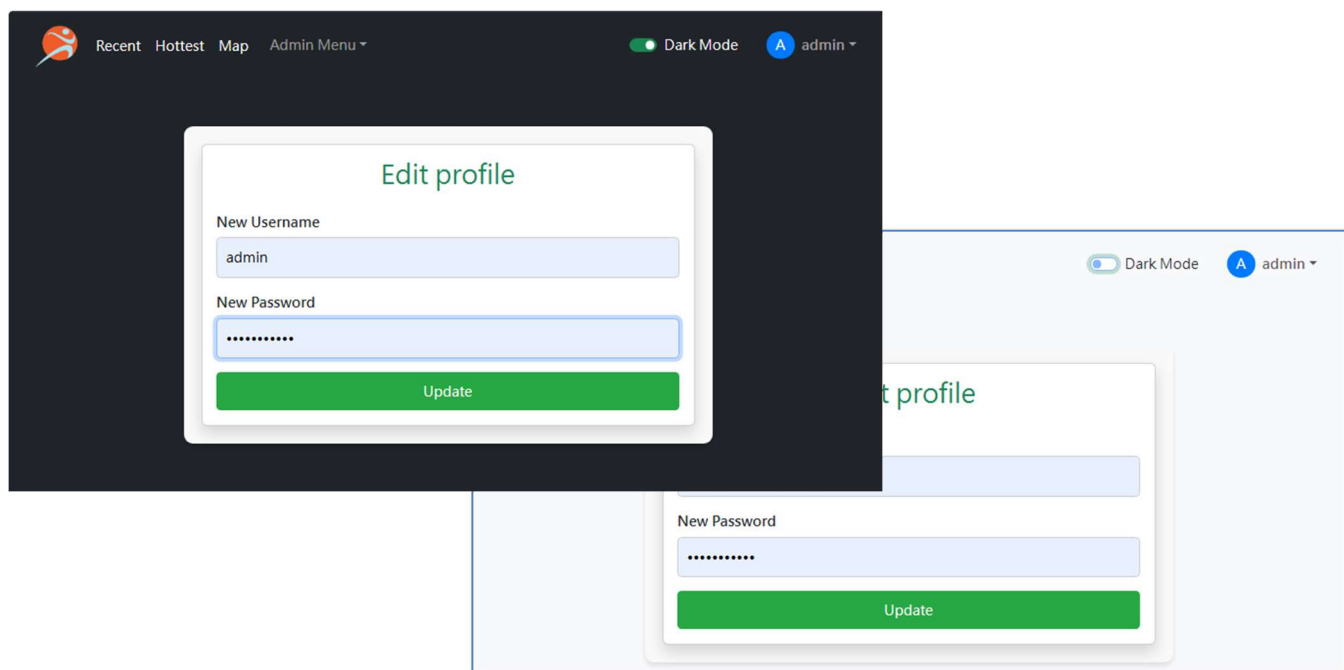 Recent Hottest Map Admin Menu Dark Mode A admin
Edit profile
New Username
admin
New Password
•••••••••••
Update
Dark Mode A admin
t profile
New Password
•••••••••••
Update